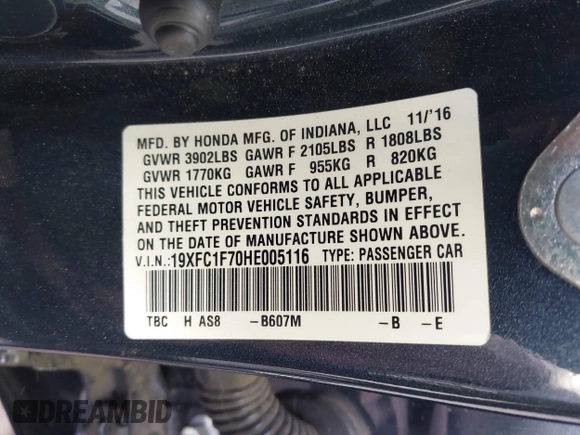 MFD. BY HONDA MFG. OF INDIANA, LLC 11/'16
GVWR 3902LBS GAWR F 2105LBS R 1808LBS
GVWR 1770KG GAWR F 955KG R 820KG
THIS VEHICLE CONFORMS TO ALL APPLICABLE
FEDERAL MOTOR VEHICLE SAFETY, BUMPER,
AND THEFT PREVENTION STANDARDS IN EFFECT
ON THE DATE OF MANUFACTURE SHOWN ABOVE.
V.I.N.:19XFC1F70HE005116 TYPE: PASSENGER CAR
TBC H AS8 -B607M -B -E
DREAMBID